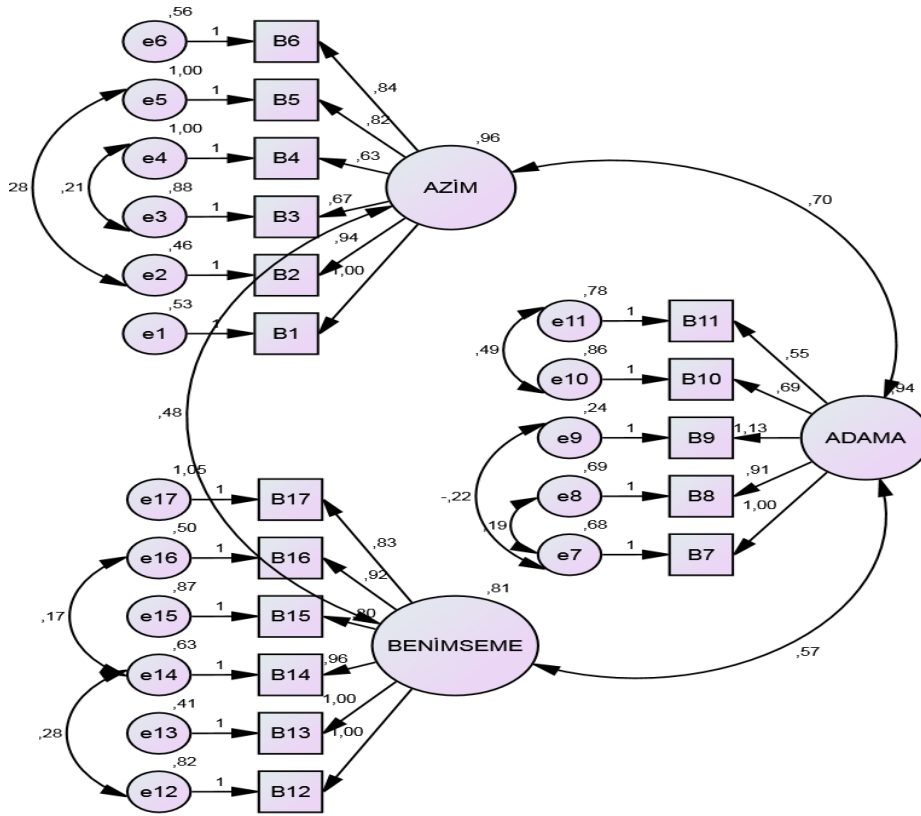 ,56
e6 1 B6
,84
1,00
e5 1 B5
,82
1,00
e4 1 B4
,63
,96
AZİM
28
,21
,88
e3 1 B3
,67
,70
,46
e2 1 B2
,94
,53
e1 1 B1
1,00
,78
e11 1 B11
,55
,49
,86
e10 1 B10
,69
,94
ADAMA
,24
e9 1 B9
1,13
-,22
,69
e8 1 B8
,91
,19
,68
e7 1 B7
1,00
,48
1,05
e17 1 B17
,83
,50
e16 1 B16
,92
,81
BENİMSEME
,17
,87
e15 1 B15
,80
,57
,63
e14 1 B14
,96
,28
,41
e13 1 B13
1,00
,82
e12 1 B12
1,00